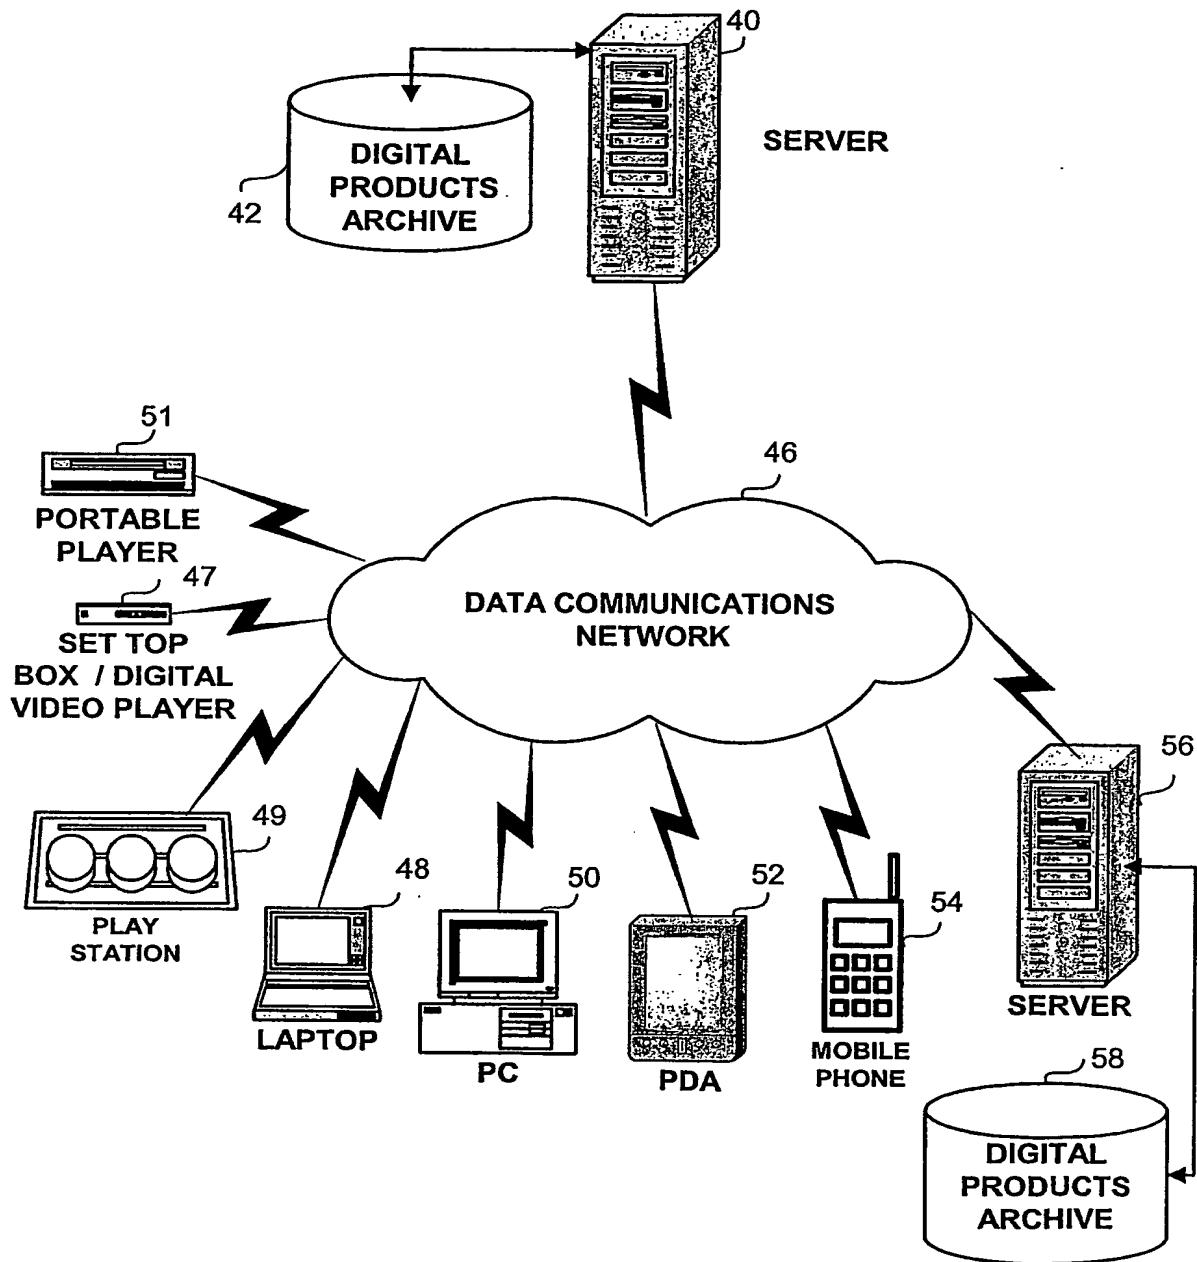 40
SERVER
DIGITAL
PRODUCTS
ARCHIVE
42
51
PORTABLE
PLAYER
46
47
SET TOP
BOX / DIGITAL
VIDEO PLAYER
DATA COMMUNICATIONS
NETWORK
49
PLAY
STATION
48
LAPTOP
50
PC
52
PDA
54
MOBILE
PHONE
56
SERVER
58
DIGITAL
PRODUCTS
ARCHIVE